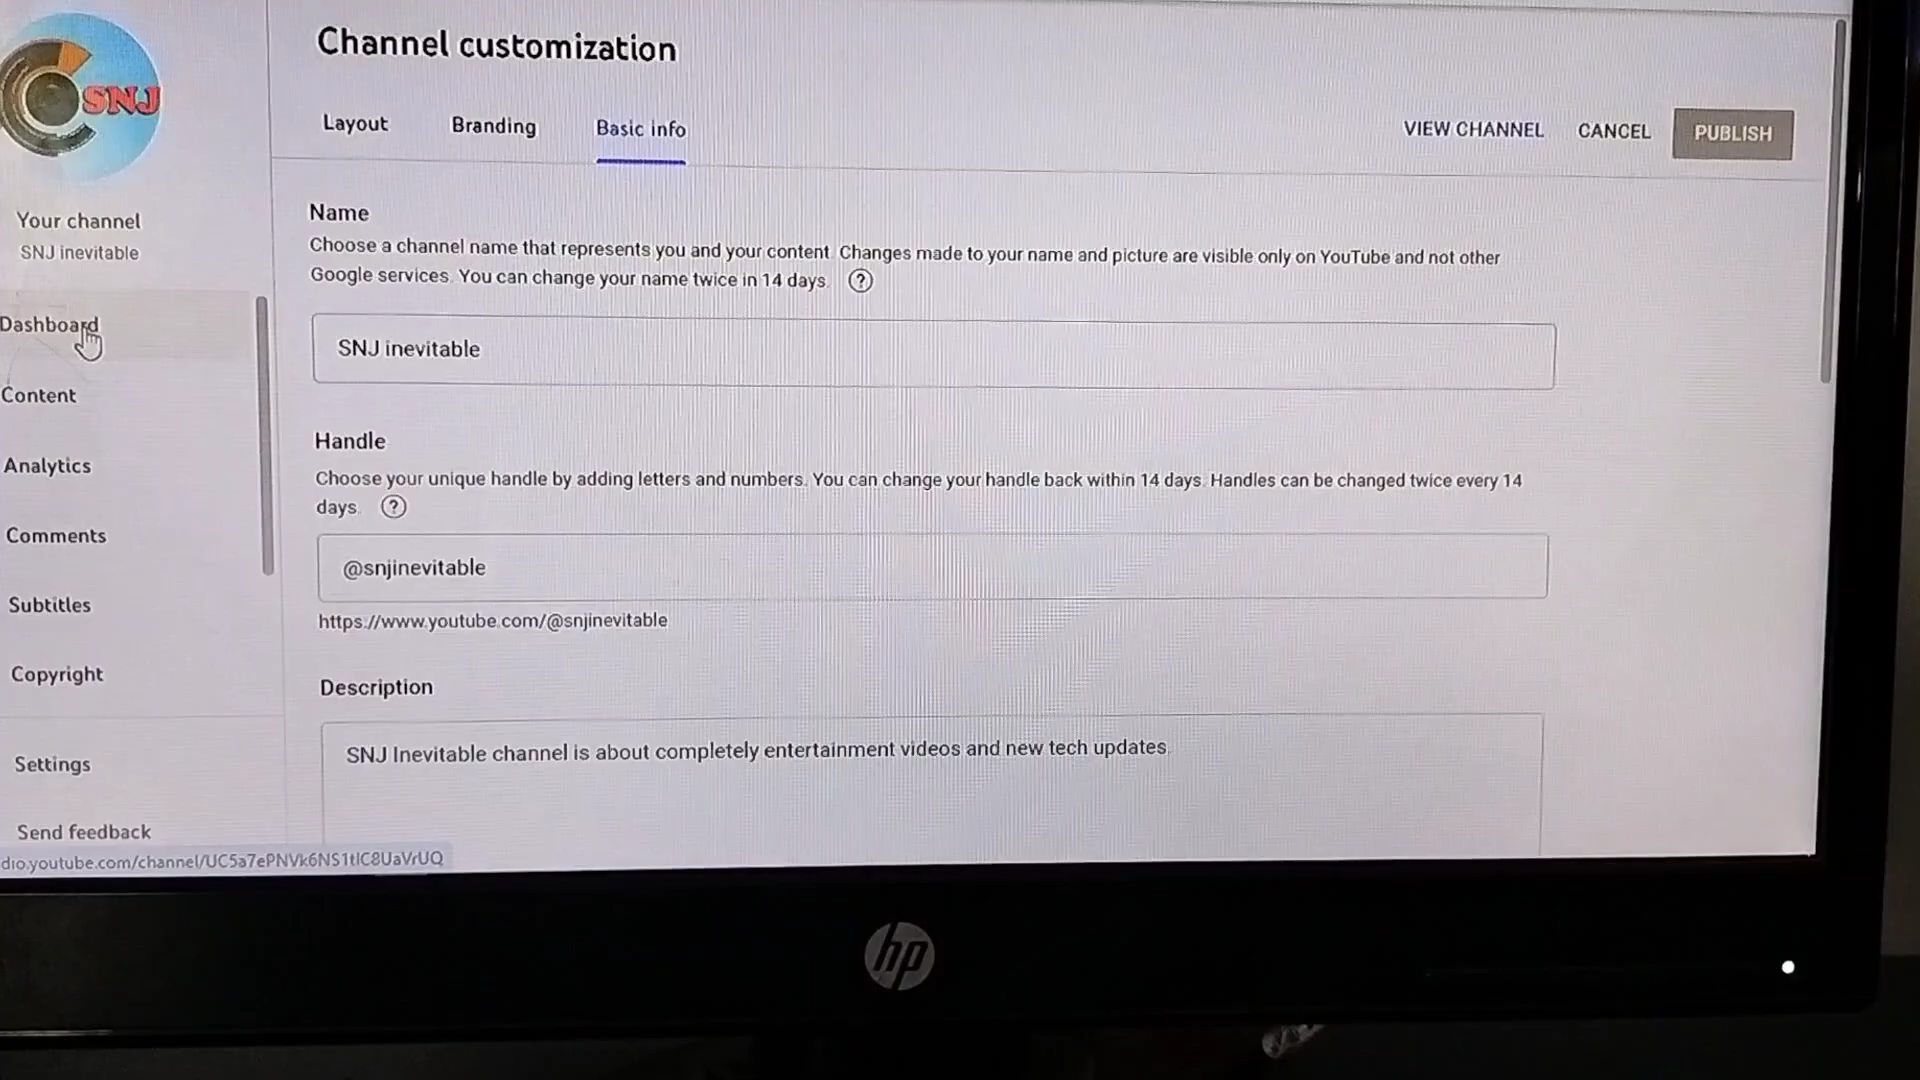 Channel customization
SNJ
Layout
Branding
Basic info
VIEW CHANNEL
CANCEL
PUBLISH
Your channel
SNJ inevitable
Dashboard
Content
Analytics
Comments
Subtitles
Copyright
Settings
Send feedback
Name
Choose a channel name that represents you and your content. Changes made to your name and picture are visible only on YouTube and not other
Google services. You can change your name twice in 14 days. ?
SNJ inevitable
Handle
Choose your unique handle by adding letters and numbers. You can change your handle back within 14 days. Handles can be changed twice every 14
days. ?
@snjinevitable
https://www.youtube.com/@snjinevitable
Description
SNJ Inevitable channel is about completely entertainment videos and new tech updates.
dio.youtube.com/channel/UC5a7ePNVk6NS1tIC8UaVrUQ
hp